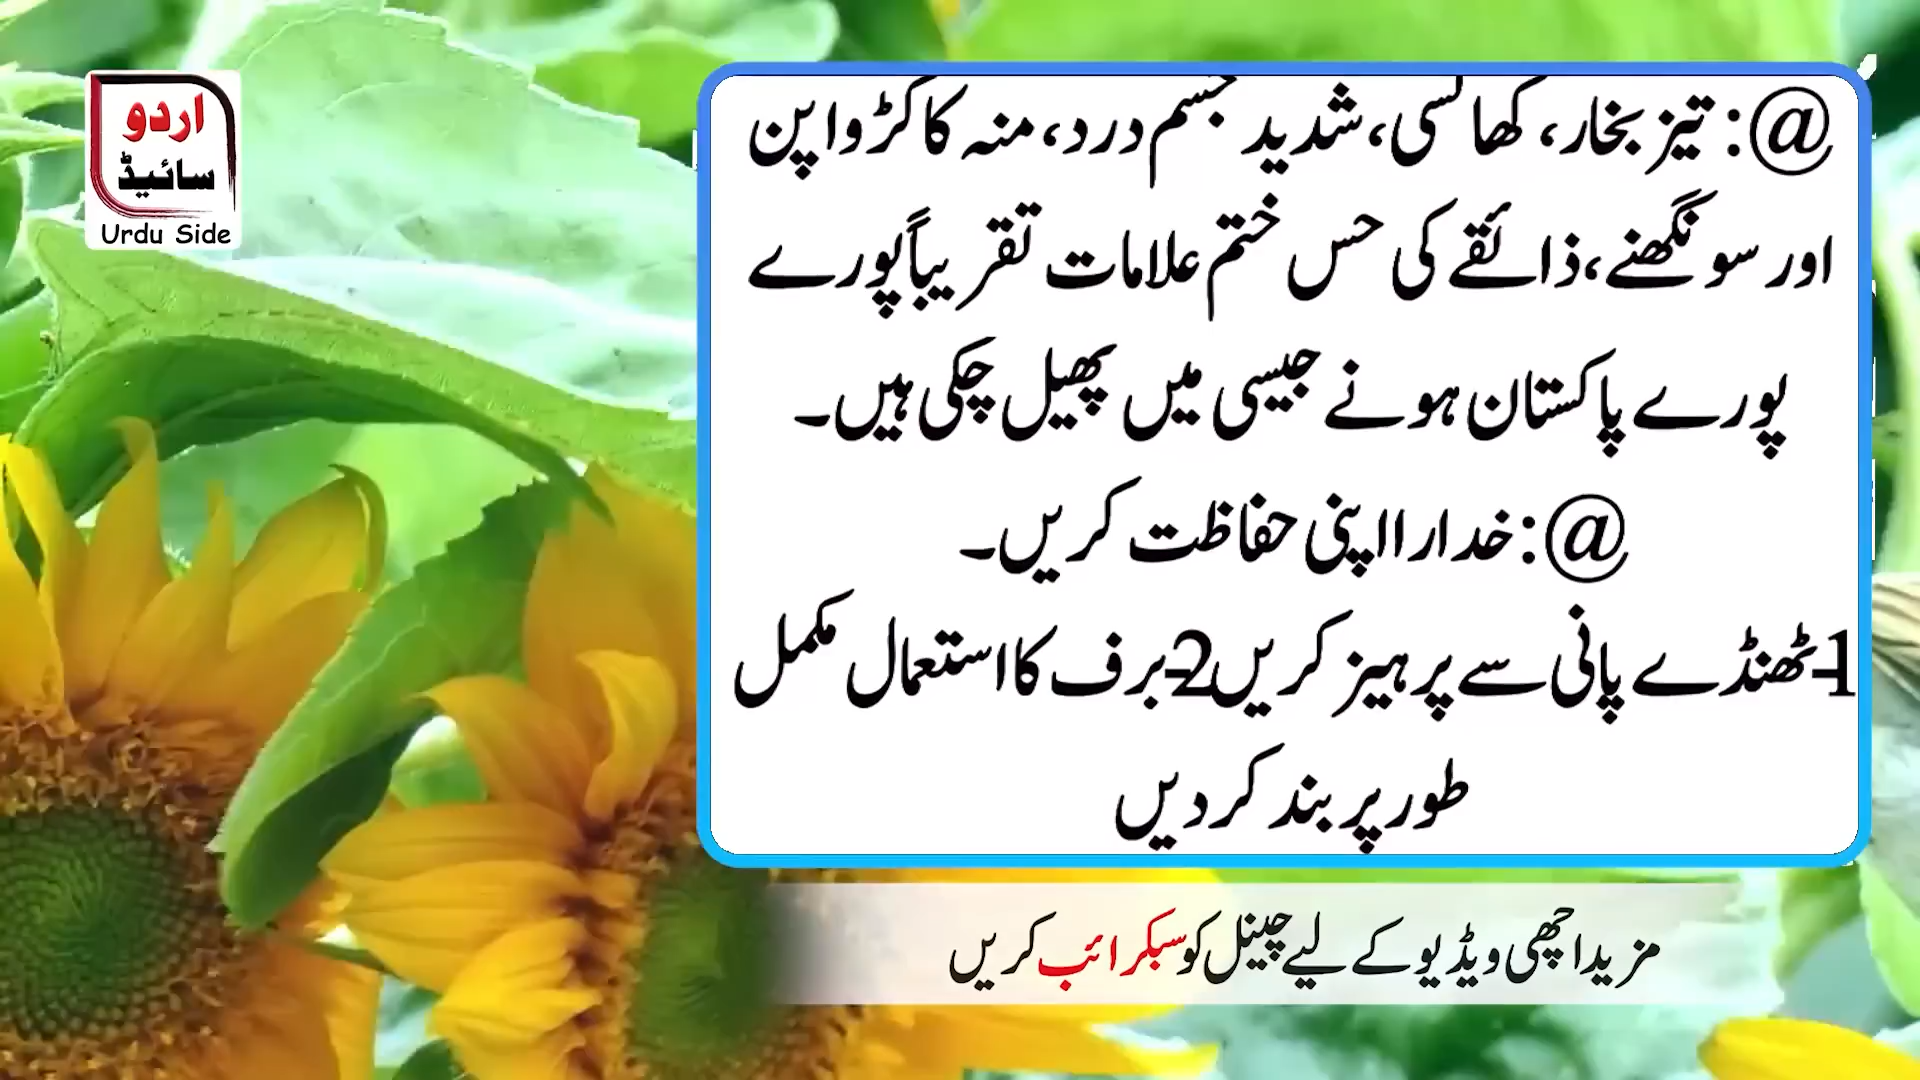 اردو
سائیڈ
Urdu Side
@: تیز بخار، کھانسی، شدید جسم درد، منہ کا کڑواپن
اور سونگھنے، ذائقے کی حس ختم علامات تقریباً پورے
پورے پاکستان ہونے جیسی میں پھیل چکی ہیں۔
@: خدارا اپنی حفاظت کریں۔
1-ٹھنڈے پانی سے پرہیز کریں 2-برف کا استعمال مکمل
طور پر بند کر دیں
مزید اچھی ویڈیو کے لیے چینل کو سبکرائب کریں